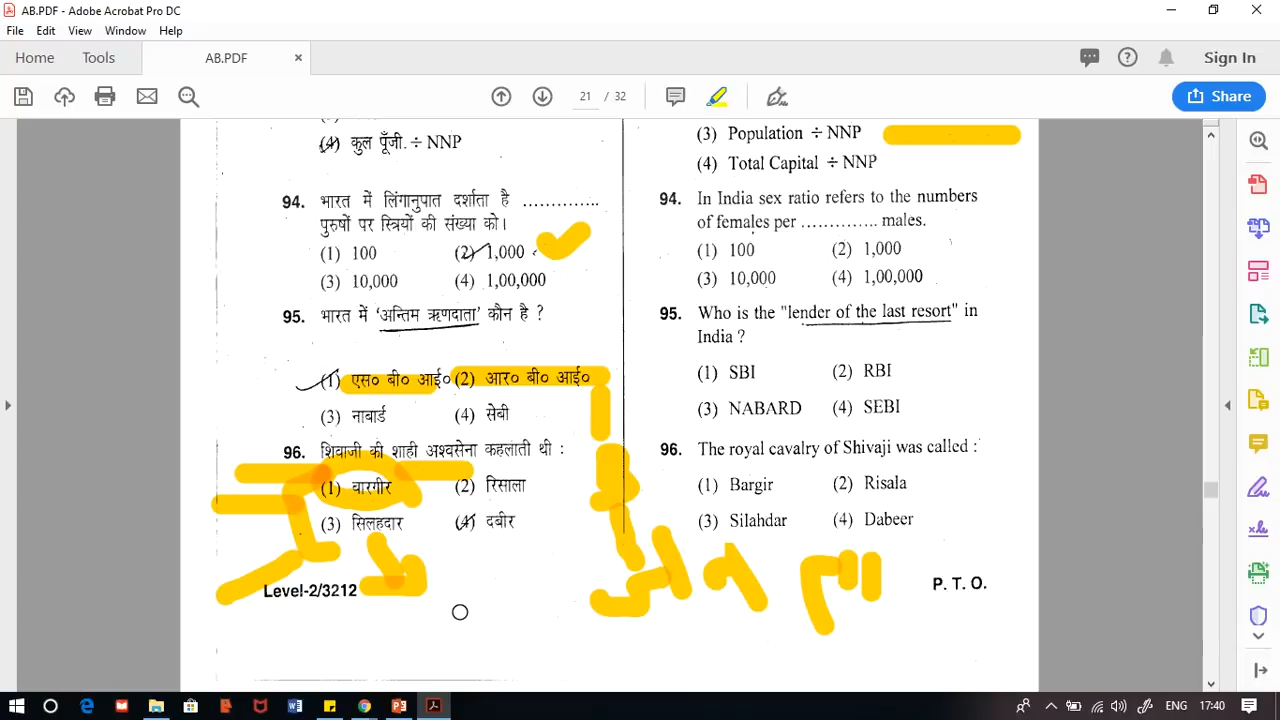 AB.PDF - Adobe Acrobat Pro DC
File Edit View Window Help
Home Tools AB.PDF × Sign In
21 / 32 Share
(4) कुल पूँजी. ÷ NNP
94. भारत में लिंगानुपात दर्शाता है ..............
पुरुषों पर स्त्रियों की संख्या को।
(1) 100 (2) 1,000
(3) 10,000 (4) 1,00,000
95. भारत में 'अन्तिम ऋणदाता' कौन है ?
(1) एस० बी० आई० (2) आर० बी० आई०
(3) नाबार्ड (4) सेबी
96. शिवाजी की शाही अश्वसेना कहलाती थी :
(1) बारगीर (2) रिसाला
(3) सिलहदार (4) दबीर
Level-2/3212
(3) Population ÷ NNP
(4) Total Capital ÷ NNP
94. In India sex ratio refers to the numbers
of females per .............. males.
(1) 100 (2) 1,000
(3) 10,000 (4) 1,00,000
95. Who is the "lender of the last resort" in
India ?
(1) SBI (2) RBI
(3) NABARD (4) SEBI
96. The royal cavalry of Shivaji was called :
(1) Bargir (2) Risala
(3) Silahdar (4) Dabeer
P. T. O.
ENG 17:40